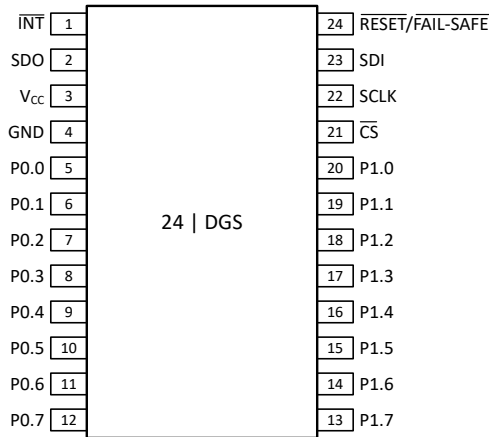 INT 1
SDO 2
VCC 3
GND 4
P0.0 5
P0.1 6
P0.2 7
P0.3 8
P0.4 9
P0.5 10
P0.6 11
P0.7 12
24 | DGS
24 RESET/FAIL-SAFE
23 SDI
22 SCLK
21 CS
20 P1.0
19 P1.1
18 P1.2
17 P1.3
16 P1.4
15 P1.5
14 P1.6
13 P1.7